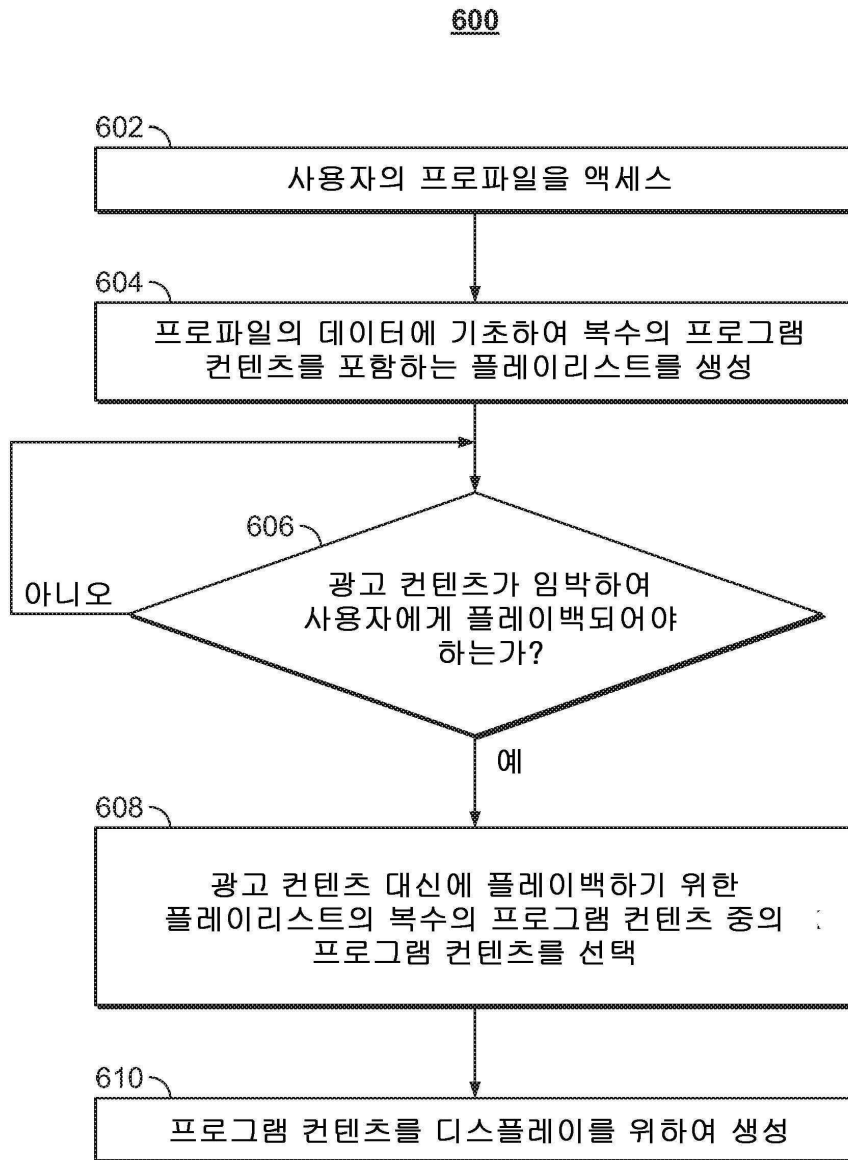 600
602
사용자의 프로파일을 액세스
604
프로파일의 데이터에 기초하여 복수의 프로그램
컨텐츠를 포함하는 플레이리스트를 생성
606
아니오
광고 컨텐츠가 임박하여
사용자에게 플레이백되어야
하는가?
예
608
광고 컨텐츠 대신에 플레이백하기 위한
플레이리스트의 복수의 프로그램 컨텐츠 중의
프로그램 컨텐츠를 선택
610
프로그램 컨텐츠를 디스플레이를 위하여 생성